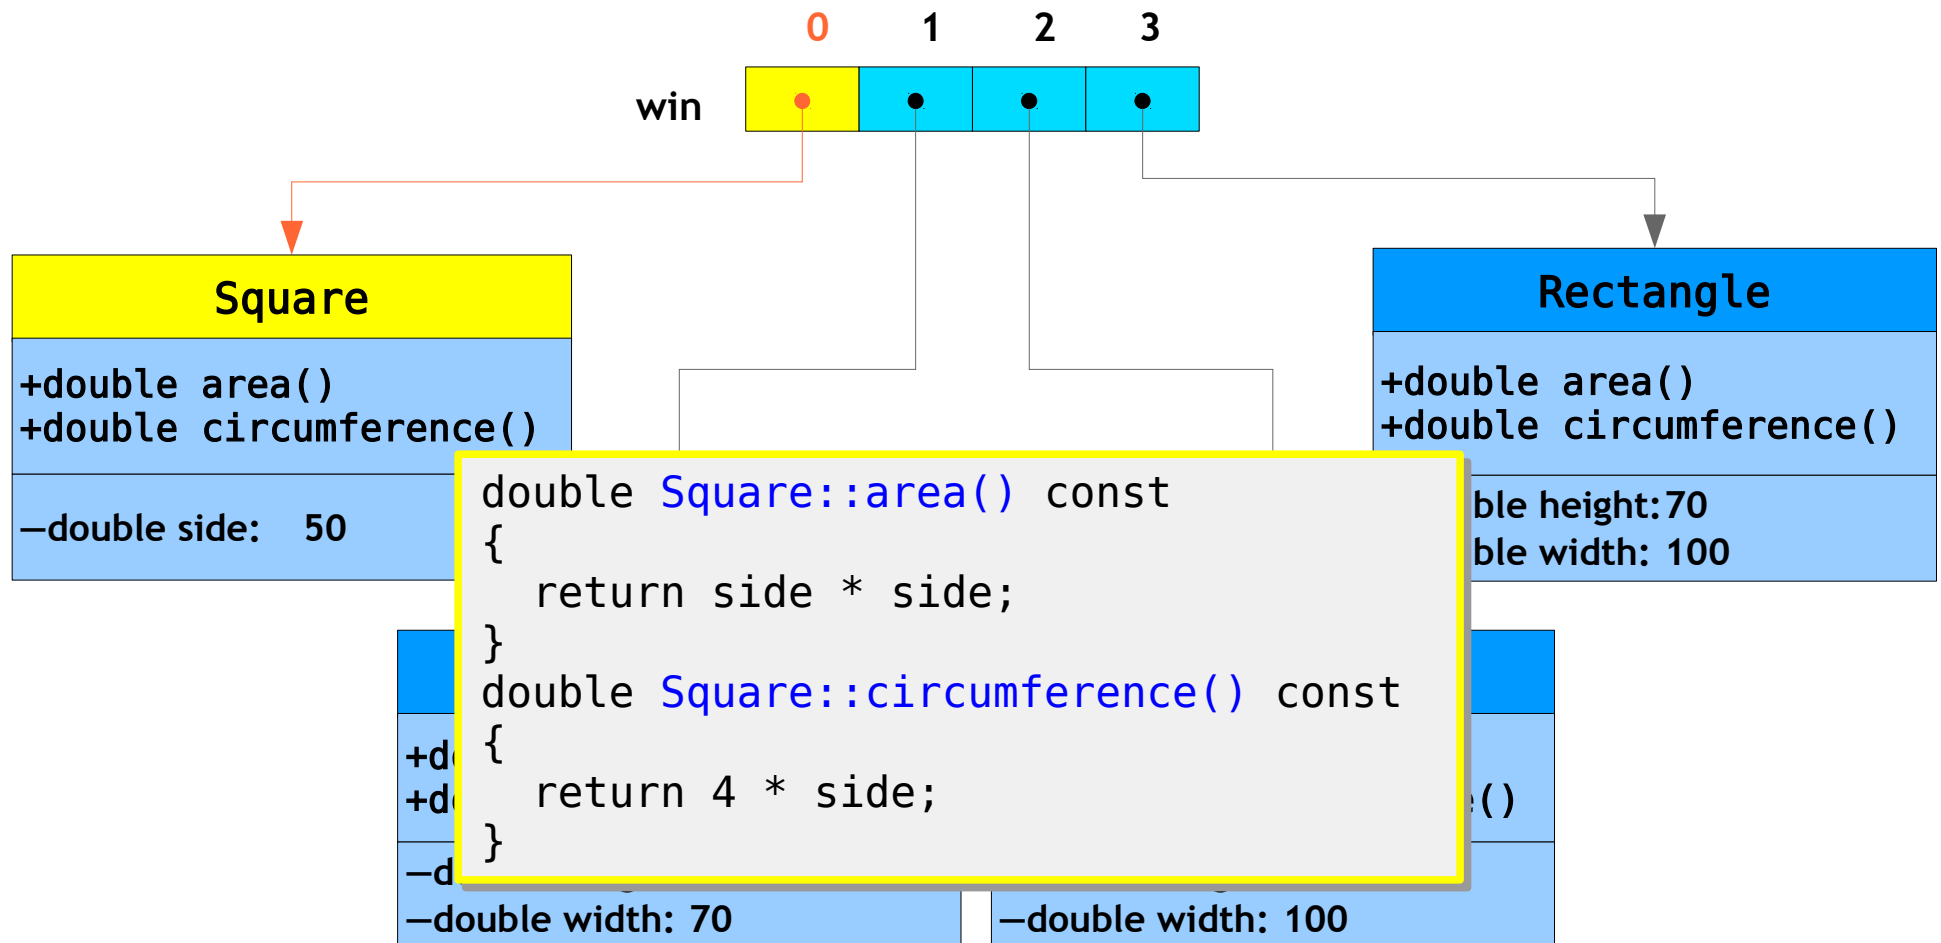 0 1 2 3
win
Square
+double area()
+double circumference()
—double side: 50
Rectangle
+double area()
+double circumference()
ble height:70
ble width: 100
double Square::area() const
{
  return side * side;
}
double Square::circumference() const
{
  return 4 * side;
}
+d
+d
()
—d
—double width: 70
—double width: 100